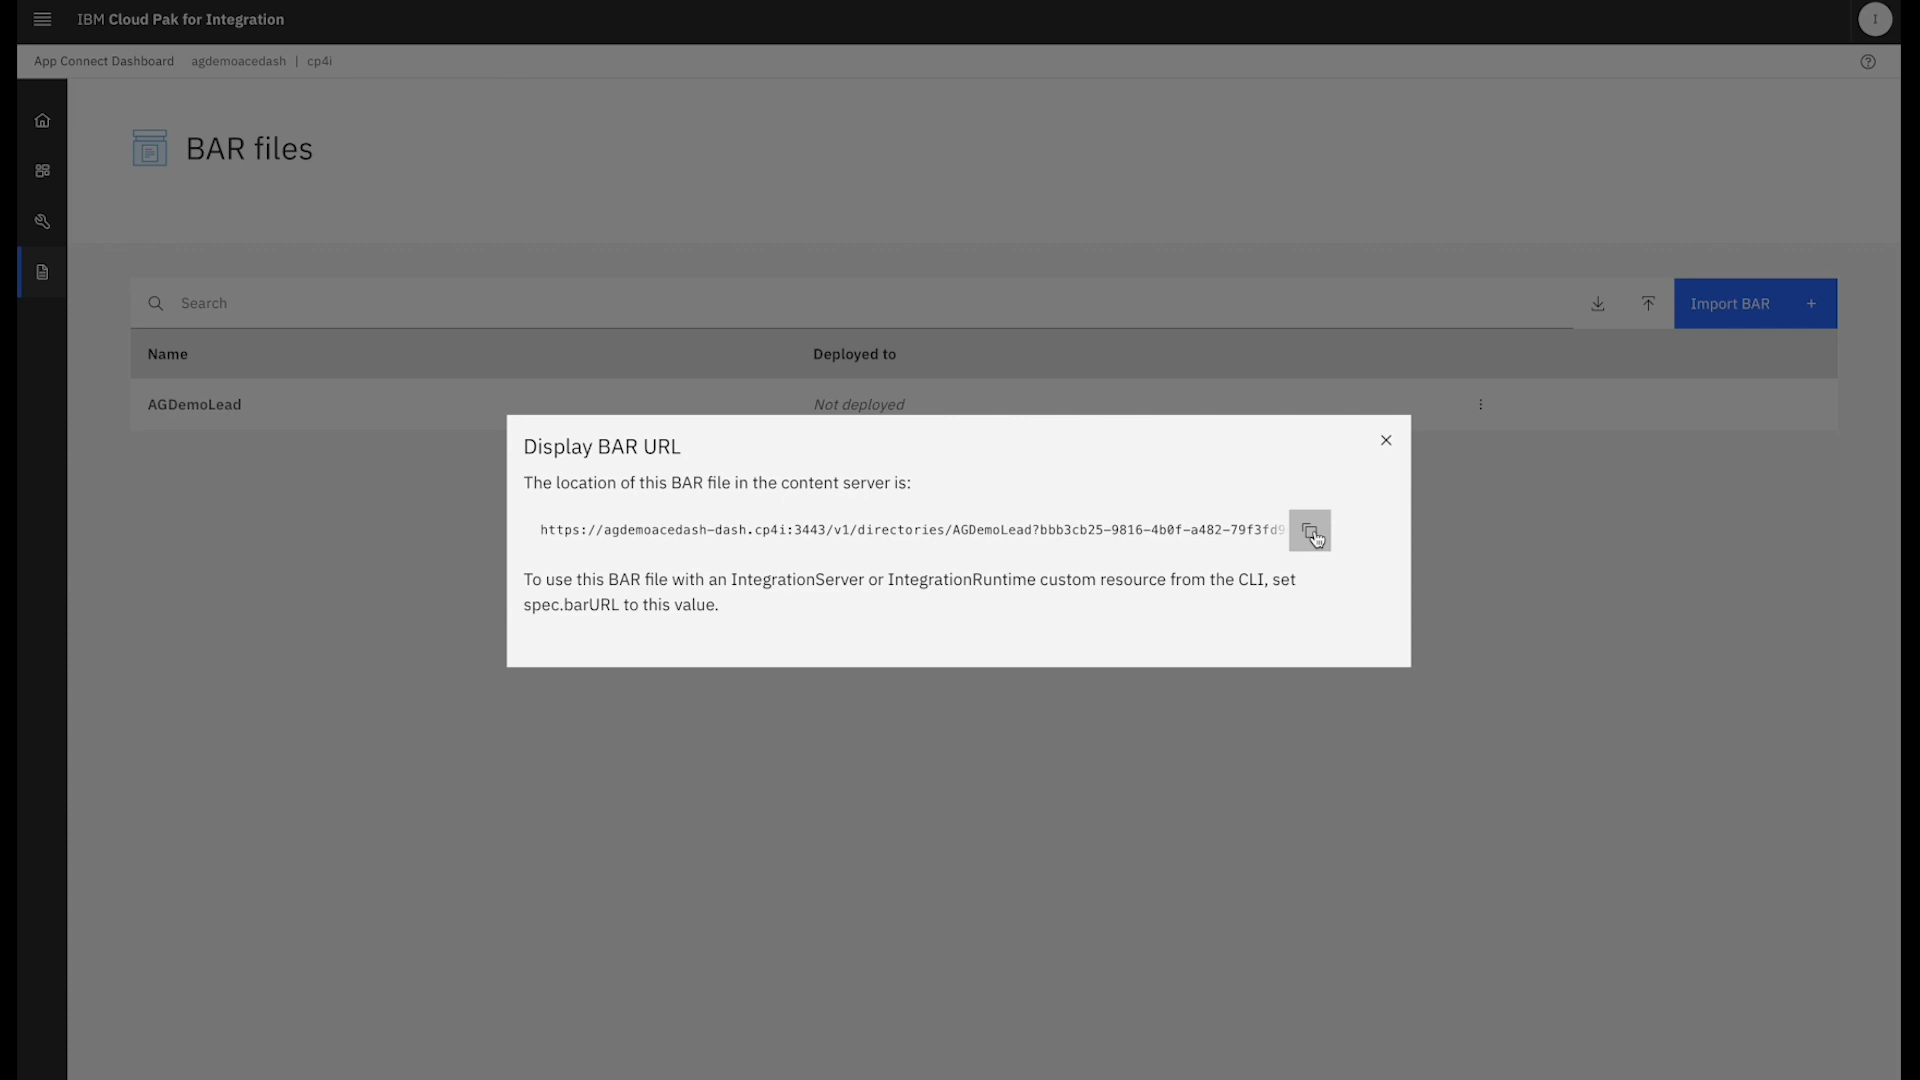 IBM Cloud Pak for Integration
I
App Connect Dashboard agdemoacedash | cp4i
BAR files
Search
Import BAR +
Name Deployed to
AGDemoLead Not deployed
Display BAR URL
The location of this BAR file in the content server is:
https://agdemoacedash-dash.cp4i:3443/v1/directories/AGDemoLead?bbb3cb25-9816-4b0f-a482-79f3fd9
To use this BAR file with an IntegrationServer or IntegrationRuntime custom resource from the CLI, set
spec.barURL to this value.